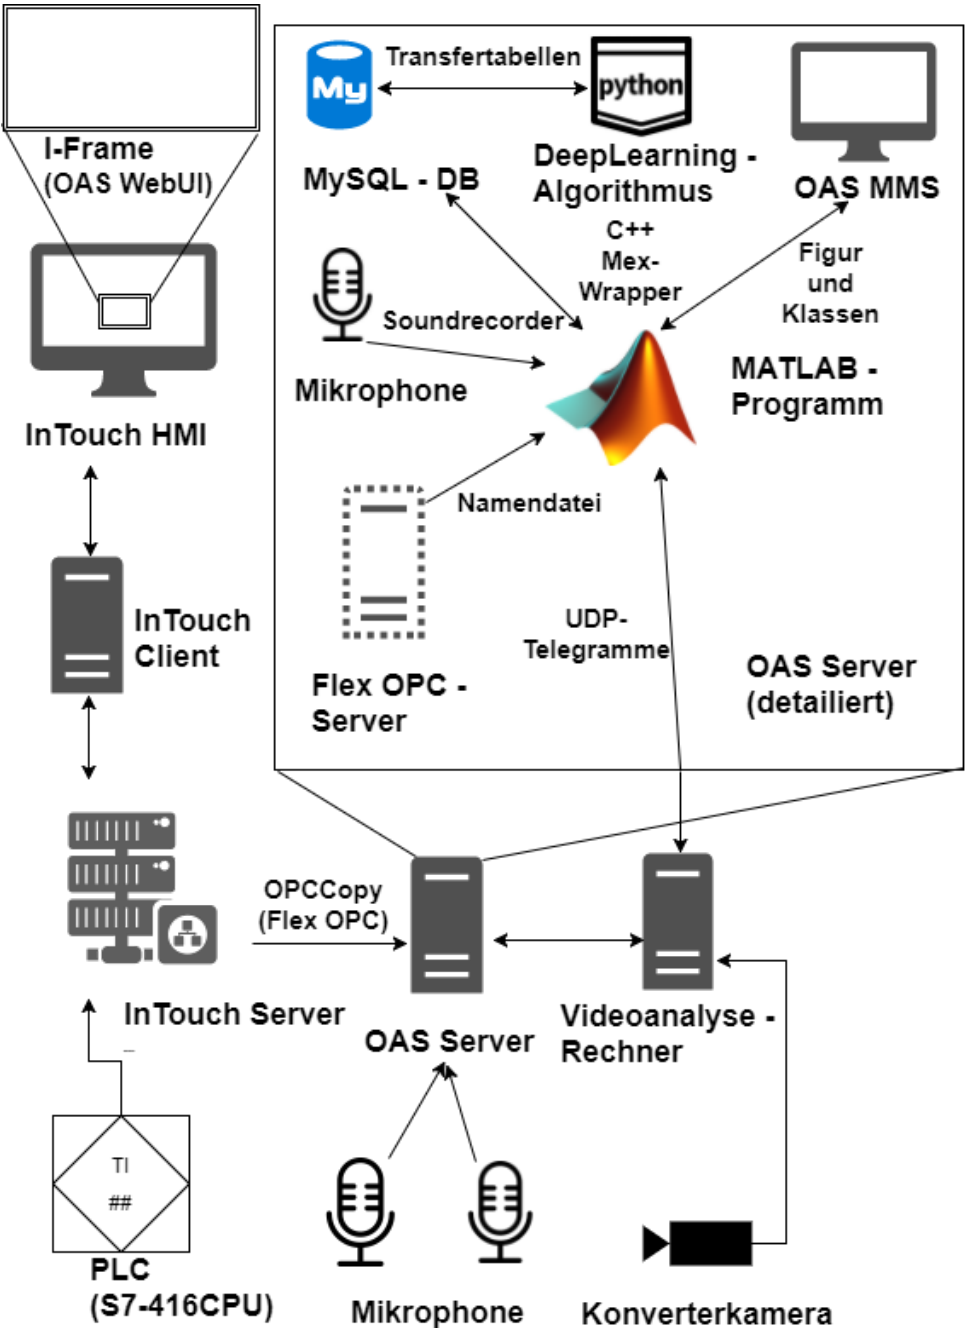 I-Frame
(OAS WebUI)
InTouch HMI
InTouch
Client
InTouch Server
TI
##
PLC
(S7-416CPU)
My
Transfertabellen
python
MySQL - DB
DeepLearning -
Algorithmus
OAS MMS
C++
Mex-
Wrapper
Figur
und
Klassen
Soundrecorder
Mikrophone
MATLAB -
Programm
Namendatei
Flex OPC -
Server
UDP-
Telegramme
OAS Server
(detailiert)
OPCCopy
(Flex OPC)
OAS Server
Videoanalyse -
Rechner
Mikrophone
Konverterkamera